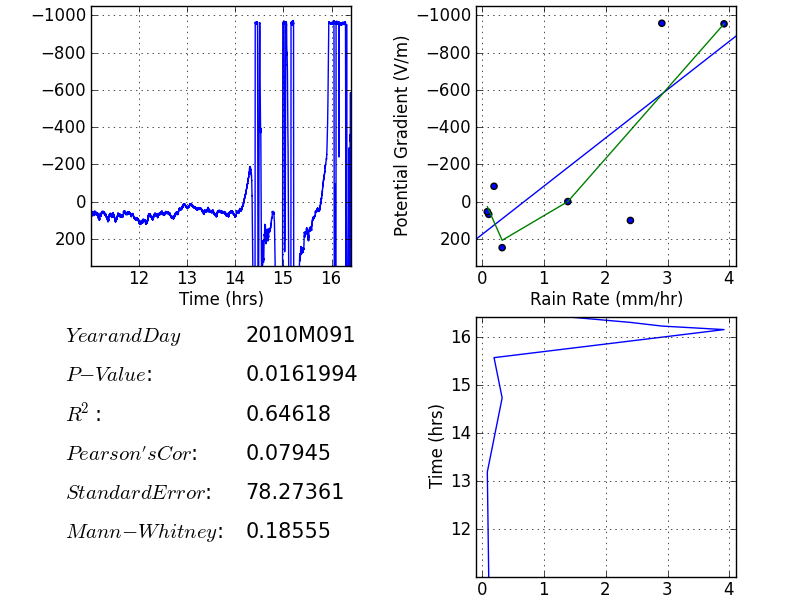 −1000
−800
−600
−400
−200
0
200
12 13 14 15 16
Time (hrs)
Potential Gradient (V/m)
−1000
−800
−600
−400
−200
0
200
0 1 2 3 4
Rain Rate (mm/hr)
YearandDay 2010M091
P−Value: 0.0161994
R² : 0.64618
Pearson'sCor: 0.07945
StandardError: 78.27361
Mann−Whitney: 0.18555
Time (hrs)
16
15
14
13
12
0 1 2 3 4